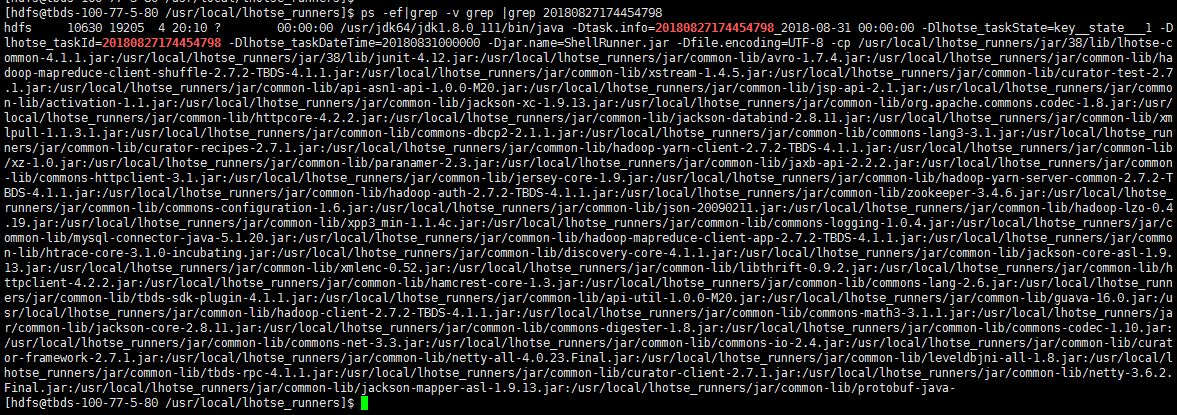 [hdfs@tbds-100-77-5-80 /usr/local/lhotse_runners]$ ps -ef|grep -v grep |grep 20180827174454798
hdfs     10630 19205  4 20:10 ?        00:00:00 /usr/jdk64/jdk1.8.0_111/bin/java -Dtask.info=20180827174454798_2018-08-31 00:00:00 -Dlhotse_taskState=key__state___1 -D
lhotse_taskId=20180827174454798 -Dlhotse_taskDateTime=20180831000000 -Djar.name=ShellRunner.jar -Dfile.encoding=UTF-8 -cp /usr/local/lhotse_runners/jar/38/lib/lhotse-c
ommon-4.1.1.jar:/usr/local/lhotse_runners/jar/38/lib/junit-4.12.jar:/usr/local/lhotse_runners/jar/common-lib/avro-1.7.4.jar:/usr/local/lhotse_runners/jar/common-lib/ha
doop-mapreduce-client-shuffle-2.7.2-TBDS-4.1.1.jar:/usr/local/lhotse_runners/jar/common-lib/xstream-1.4.5.jar:/usr/local/lhotse_runners/jar/common-lib/curator-test-2.7
.1.jar:/usr/local/lhotse_runners/jar/common-lib/api-asn1-api-1.0.0-M20.jar:/usr/local/lhotse_runners/jar/common-lib/jsp-api-2.1.jar:/usr/local/lhotse_runners/jar/commo
n-lib/activation-1.1.jar:/usr/local/lhotse_runners/jar/common-lib/jackson-xc-1.9.13.jar:/usr/local/lhotse_runners/jar/common-lib/org.apache.commons.codec-1.8.jar:/usr/
local/lhotse_runners/jar/common-lib/httpcore-4.2.2.jar:/usr/local/lhotse_runners/jar/common-lib/jackson-databind-2.8.11.jar:/usr/local/lhotse_runners/jar/common-lib/xm
lpull-1.1.3.1.jar:/usr/local/lhotse_runners/jar/common-lib/commons-dbcp2-2.1.1.jar:/usr/local/lhotse_runners/jar/common-lib/commons-lang3-3.1.jar:/usr/local/lhotse_run
ners/jar/common-lib/curator-recipes-2.7.1.jar:/usr/local/lhotse_runners/jar/common-lib/hadoop-yarn-client-2.7.2-TBDS-4.1.1.jar:/usr/local/lhotse_runners/jar/common-lib
/xz-1.0.jar:/usr/local/lhotse_runners/jar/common-lib/paranamer-2.3.jar:/usr/local/lhotse_runners/jar/common-lib/jaxb-api-2.2.2.jar:/usr/local/lhotse_runners/jar/common
-lib/commons-httpclient-3.1.jar:/usr/local/lhotse_runners/jar/common-lib/jersey-core-1.9.jar:/usr/local/lhotse_runners/jar/common-lib/hadoop-yarn-server-common-2.7.2-T
BDS-4.1.1.jar:/usr/local/lhotse_runners/jar/common-lib/hadoop-auth-2.7.2-TBDS-4.1.1.jar:/usr/local/lhotse_runners/jar/common-lib/zookeeper-3.4.6.jar:/usr/local/lhotse_
runners/jar/common-lib/commons-configuration-1.6.jar:/usr/local/lhotse_runners/jar/common-lib/json-20090211.jar:/usr/local/lhotse_runners/jar/common-lib/hadoop-lzo-0.4
.19.jar:/usr/local/lhotse_runners/jar/common-lib/xpp3_min-1.1.4c.jar:/usr/local/lhotse_runners/jar/common-lib/commons-logging-1.0.4.jar:/usr/local/lhotse_runners/jar/c
ommon-lib/mysql-connector-java-5.1.20.jar:/usr/local/lhotse_runners/jar/common-lib/hadoop-mapreduce-client-app-2.7.2-TBDS-4.1.1.jar:/usr/local/lhotse_runners/jar/commo
n-lib/htrace-core-3.1.0-incubating.jar:/usr/local/lhotse_runners/jar/common-lib/discovery-core-4.1.1.jar:/usr/local/lhotse_runners/jar/common-lib/jackson-core-asl-1.9.
13.jar:/usr/local/lhotse_runners/jar/common-lib/xmlenc-0.52.jar:/usr/local/lhotse_runners/jar/common-lib/libthrift-0.9.2.jar:/usr/local/lhotse_runners/jar/common-lib/h
ttpclient-4.2.2.jar:/usr/local/lhotse_runners/jar/common-lib/hamcrest-core-1.3.jar:/usr/local/lhotse_runners/jar/common-lib/commons-lang-2.6.jar:/usr/local/lhotse_runn
ers/jar/common-lib/tbds-sdk-plugin-4.1.1.jar:/usr/local/lhotse_runners/jar/common-lib/api-util-1.0.0-M20.jar:/usr/local/lhotse_runners/jar/common-lib/guava-16.0.jar:/u
sr/local/lhotse_runners/jar/common-lib/hadoop-client-2.7.2-TBDS-4.1.1.jar:/usr/local/lhotse_runners/jar/common-lib/commons-math3-3.1.1.jar:/usr/local/lhotse_runners/ja
r/common-lib/jackson-core-2.8.11.jar:/usr/local/lhotse_runners/jar/common-lib/commons-digester-1.8.jar:/usr/local/lhotse_runners/jar/common-lib/commons-codec-1.10.jar:
/usr/local/lhotse_runners/jar/common-lib/commons-net-3.3.jar:/usr/local/lhotse_runners/jar/common-lib/commons-io-2.4.jar:/usr/local/lhotse_runners/jar/common-lib/curat
or-framework-2.7.1.jar:/usr/local/lhotse_runners/jar/common-lib/netty-all-4.0.23.Final.jar:/usr/local/lhotse_runners/jar/common-lib/leveldbjni-all-1.8.jar:/usr/local/l
hotse_runners/jar/common-lib/tbds-rpc-4.1.1.jar:/usr/local/lhotse_runners/jar/common-lib/curator-client-2.7.1.jar:/usr/local/lhotse_runners/jar/common-lib/netty-3.6.2.
Final.jar:/usr/local/lhotse_runners/jar/common-lib/jackson-mapper-asl-1.9.13.jar:/usr/local/lhotse_runners/jar/common-lib/protobuf-java-
[hdfs@tbds-100-77-5-80 /usr/local/lhotse_runners]$